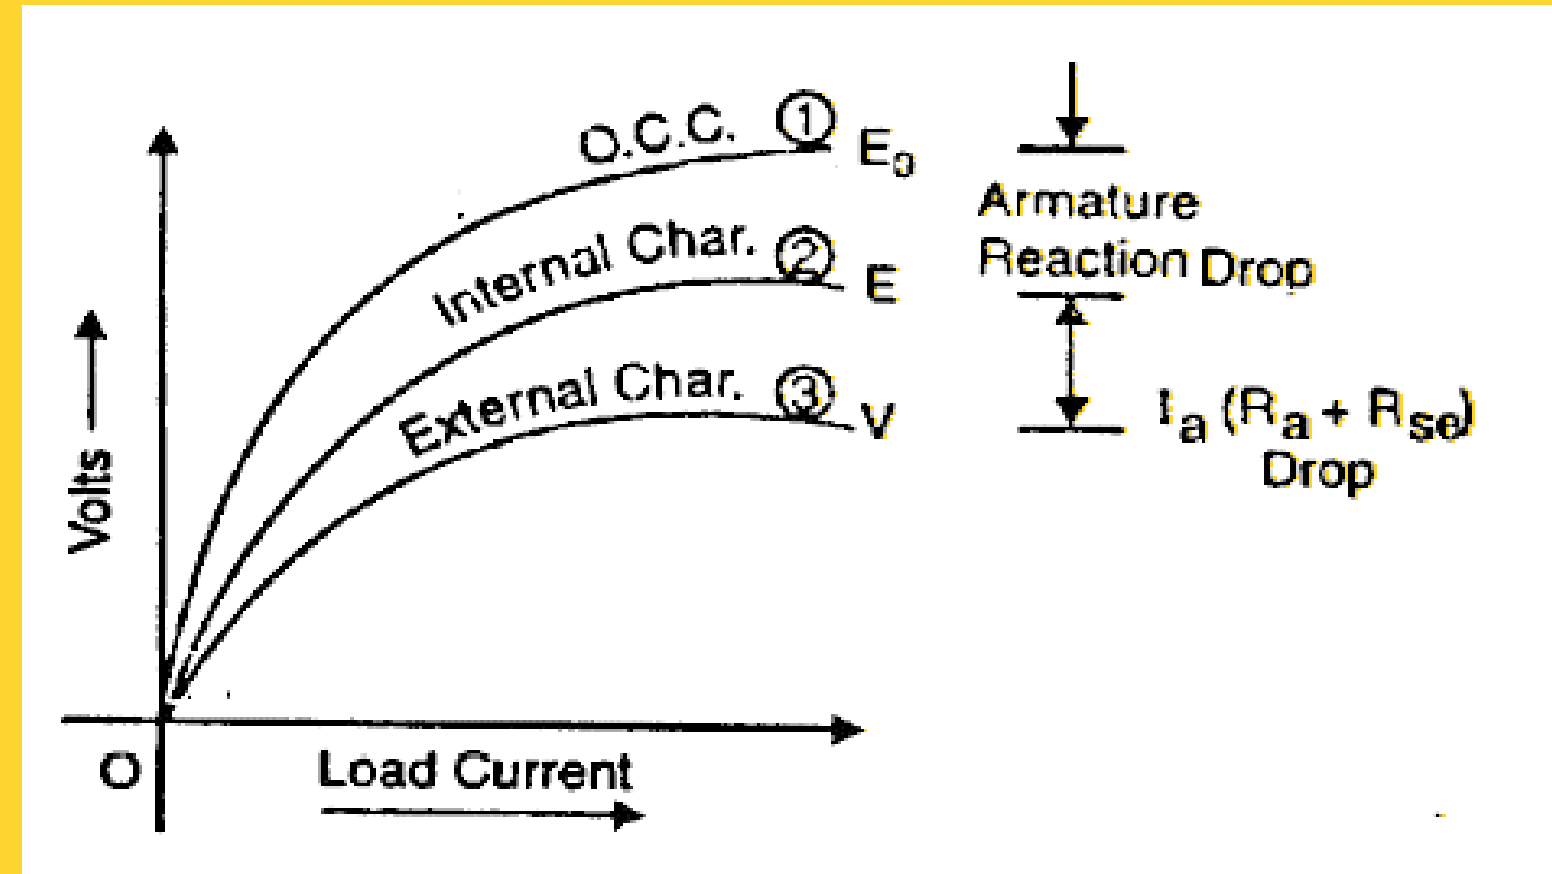 O.C.C. ① E₀
Internal Char. ② E
External Char. ③ V
Armature
Reaction Drop
Iₐ (Rₐ + Rse)
Drop
Volts
O
Load Current